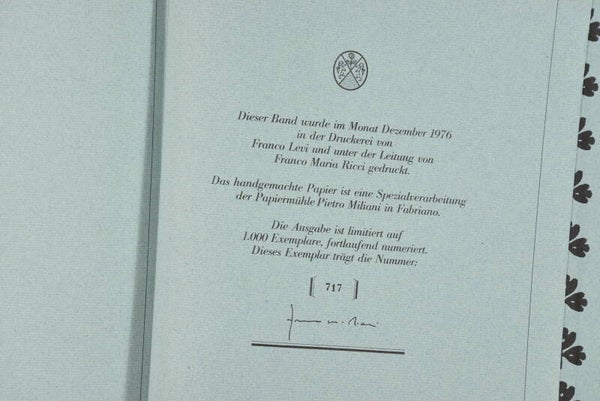 Dieser Band wurde im Monat Dezember 1976
in der Druckerei von
Franco Levi und unter der Leitung von
Franco Maria Ricci gedruckt.
Das handgemachte Papier ist eine Spezialverarbeitung
der Papiermühle Pietro Miliani in Fabriano.
Die Ausgabe ist limitiert auf
1.000 Exemplare, fortlaufend numeriert.
Dieses Exemplar trägt die Nummer:
[ 717 ]